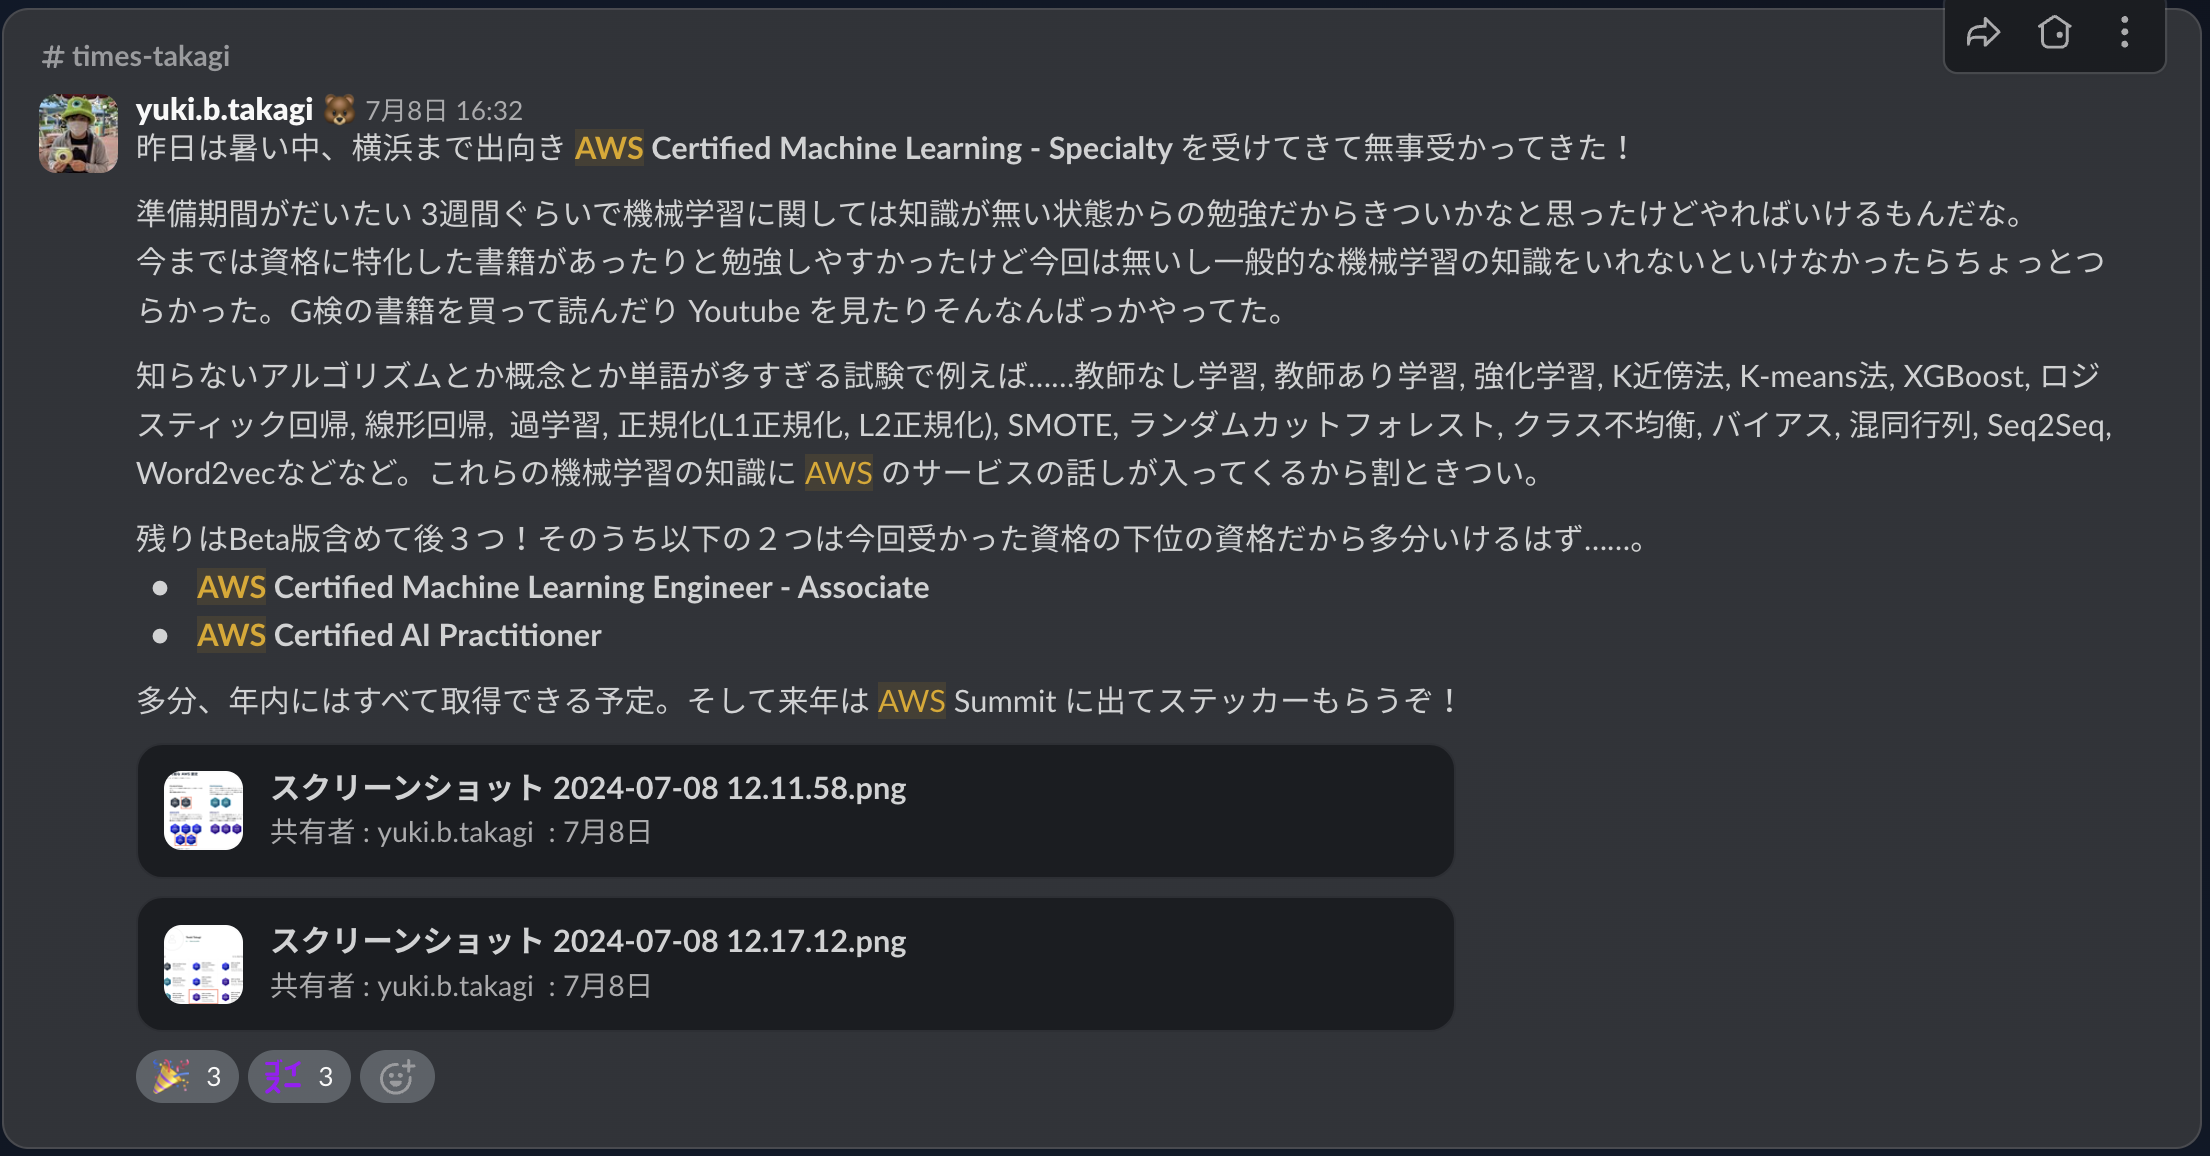 # times-takagi
yuki.b.takagi 7月8日 16:32
昨日は暑い中、横浜まで出向き AWS Certified Machine Learning - Specialty を受けてきて無事受かってきた！
準備期間がだいたい 3週間ぐらいで機械学習に関しては知識が無い状態からの勉強だからきついかなと思ったけどやればいけるもんだな。
今までは資格に特化した書籍があったりと勉強しやすかったけど今回は無いし一般的な機械学習の知識をいれないといけなかったらちょっとつ
らかった。G検の書籍を買って読んだり Youtube を見たりそんなんばっかやってた。
知らないアルゴリズムとか概念とか単語が多すぎる試験で例えば......教師なし学習, 教師あり学習, 強化学習, K近傍法, K-means法, XGBoost, ロジ
スティック回帰, 線形回帰, 過学習, 正規化(L1正規化, L2正規化), SMOTE, ランダムカットフォレスト, クラス不均衡, バイアス, 混同行列, Seq2Seq,
Word2vecなどなど。これらの機械学習の知識に AWS のサービスの話しが入ってくるから割ときつい。
残りはBeta版含めて後３つ！そのうち以下の２つは今回受かった資格の下位の資格だから多分いけるはず......。
● AWS Certified Machine Learning Engineer - Associate
● AWS Certified AI Practitioner
多分、年内にはすべて取得できる予定。そして来年は AWS Summit に出てステッカーもらうぞ！
スクリーンショット 2024-07-08 12.11.58.png
共有者 : yuki.b.takagi : 7月8日
スクリーンショット 2024-07-08 12.17.12.png
共有者 : yuki.b.takagi : 7月8日
3 スゴイー 3